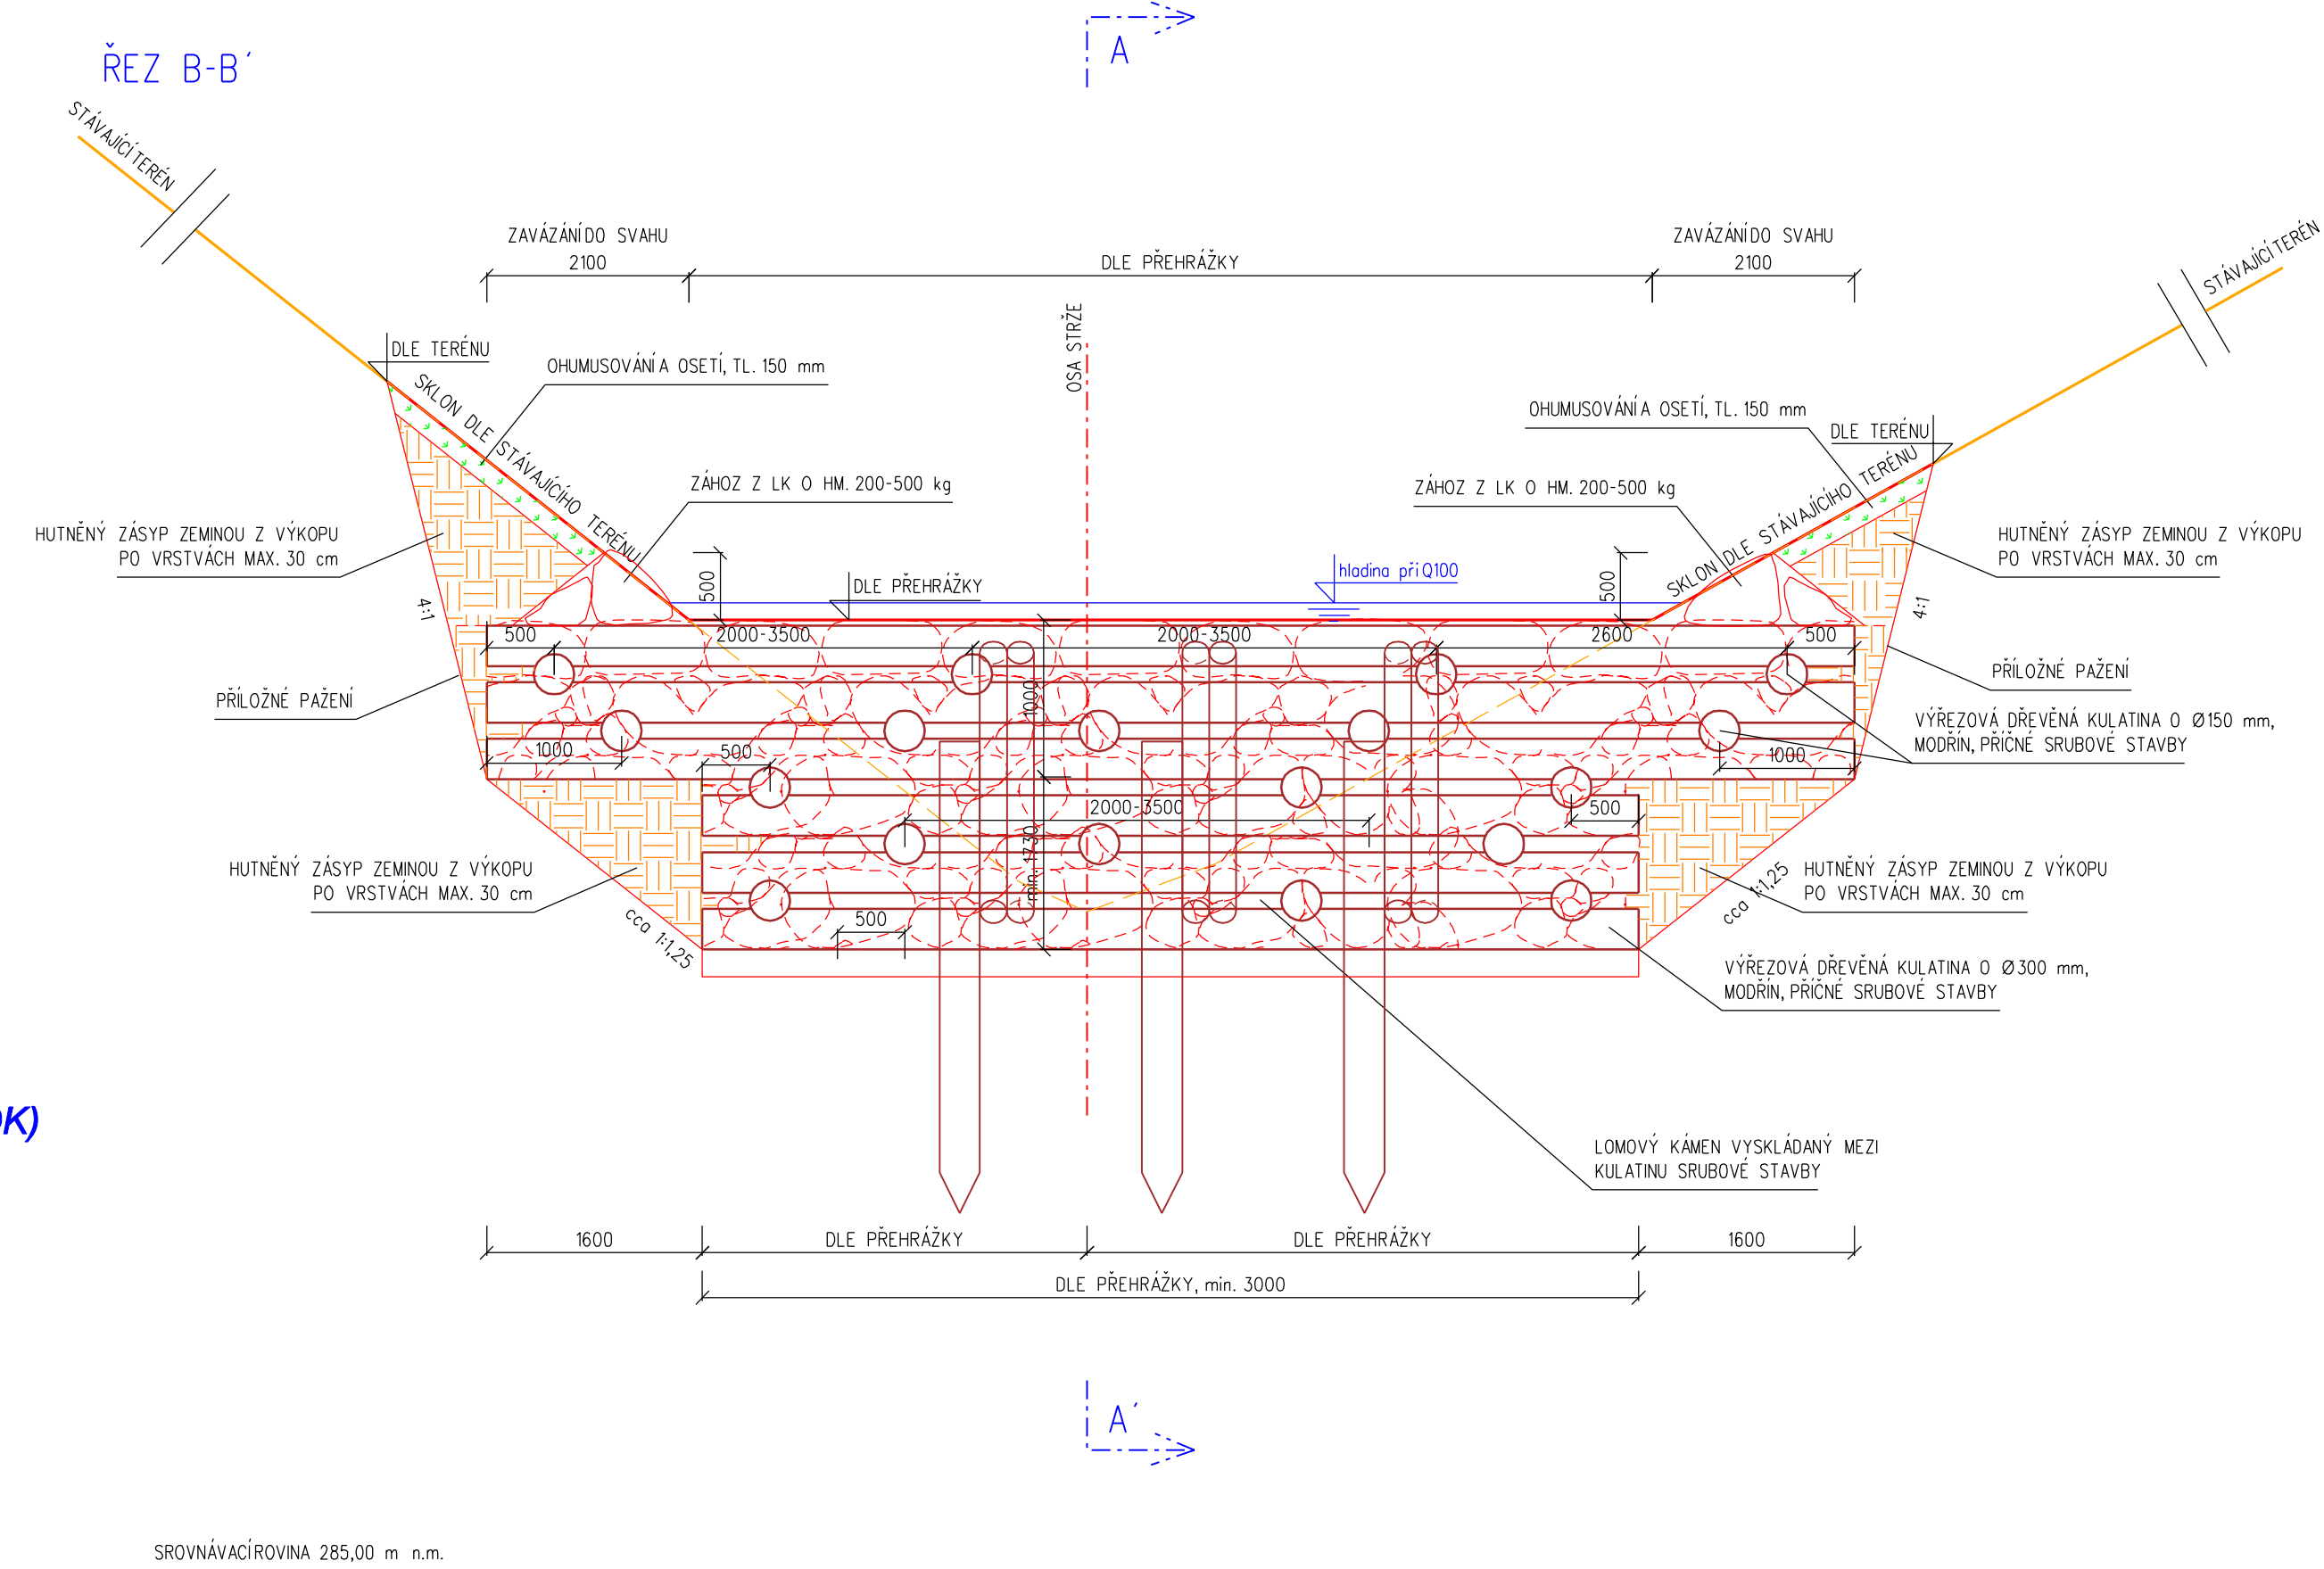 A
ŘEZ B-B´
STÁVAJÍCÍ TERÉN
STÁVAJÍCÍ TERÉN
ZAVÁZÁNÍ DO SVAHU
2100
DLE PŘEHRÁŽKY
ZAVÁZÁNÍ DO SVAHU
2100
OSA STRŽE
DLE TERÉNU
OHUMUSOVÁNÍ A OSETÍ, TL. 150 mm
SKLON DLE STÁVAJÍCÍHO TERÉNU
OHUMUSOVÁNÍ A OSETÍ, TL. 150 mm
DLE TERÉNU
SKLON DLE STÁVAJÍCÍHO TERÉNU
ZÁHOZ Z LK O HM. 200-500 kg
ZÁHOZ Z LK O HM. 200-500 kg
HUTNĚNÝ ZÁSYP ZEMINOU Z VÝKOPU
PO VRSTVÁCH MAX. 30 cm
HUTNĚNÝ ZÁSYP ZEMINOU Z VÝKOPU
PO VRSTVÁCH MAX. 30 cm
500
DLE PŘEHRÁŽKY
hladina při Q100
500
4:1
4:1
500
2000-3500
2000-3500
2600
500
PŘÍLOŽNÉ PAŽENÍ
PŘÍLOŽNÉ PAŽENÍ
1000
VÝŘEZOVÁ DŘEVĚNÁ KULATINA O Ø150 mm,
MODŘÍN, PŘÍČNÉ SRUBOVÉ STAVBY
1000
500
1000
2000-3500
500
min. 1730
HUTNĚNÝ ZÁSYP ZEMINOU Z VÝKOPU
PO VRSTVÁCH MAX. 30 cm
HUTNĚNÝ ZÁSYP ZEMINOU Z VÝKOPU
PO VRSTVÁCH MAX. 30 cm
cca 1:1,25
500
cca 1:1,25
VÝŘEZOVÁ DŘEVĚNÁ KULATINA O Ø300 mm,
MODŘÍN, PŘÍČNÉ SRUBOVÉ STAVBY
OK)
LOMOVÝ KÁMEN VYSKLÁDANÝ MEZI
KULATINU SRUBOVÉ STAVBY
1600
DLE PŘEHRÁŽKY
DLE PŘEHRÁŽKY
1600
DLE PŘEHRÁŽKY, min. 3000
A´
SROVNÁVACÍ ROVINA 285,00 m n.m.